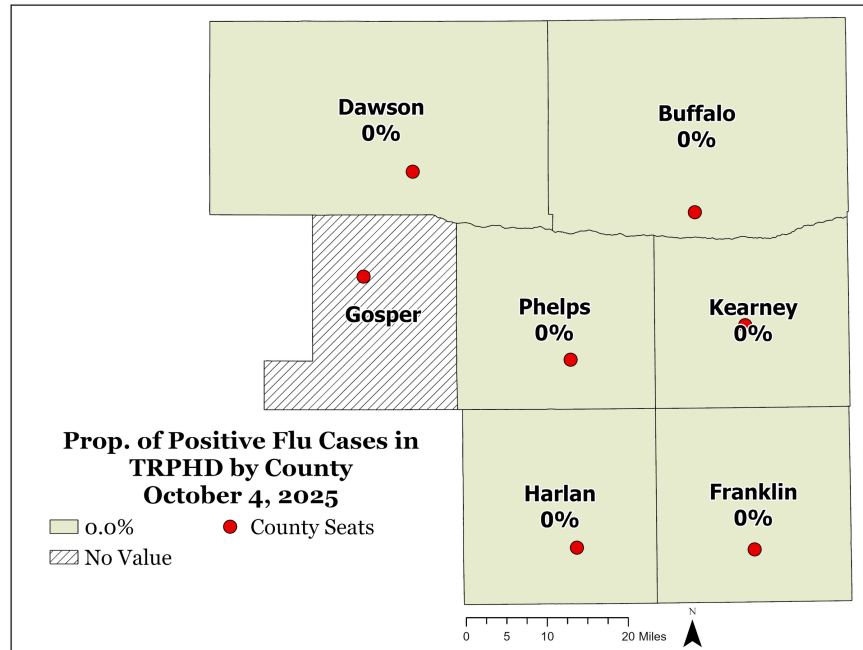 Dawson
0%
Buffalo
0%
Gosper
Phelps
0%
Kearney
0%
Harlan
0%
Franklin
0%
Prop. of Positive Flu Cases in
TRPHD by County
October 4, 2025
0.0%
County Seats
No Value
0 5 10 20 Miles
N